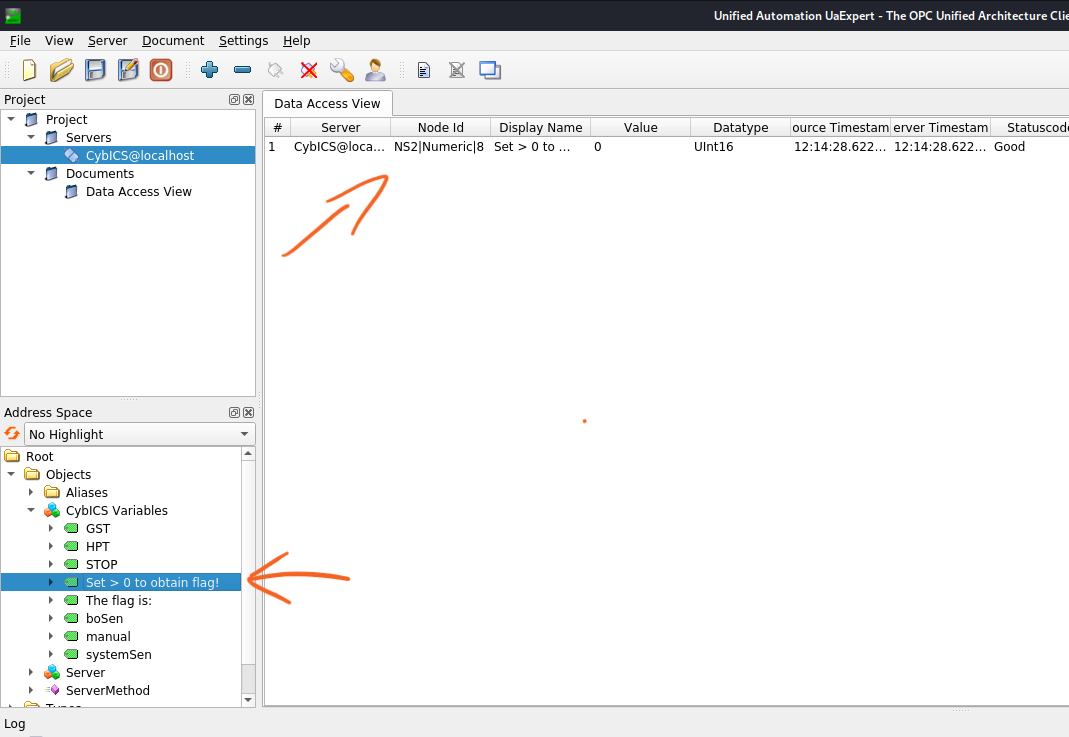 Unified Automation UaExpert - The OPC Unified Architecture Clie
File View Server Document Settings Help
Project
Project
Servers
CybICS@localhost
Documents
Data Access View
Data Access View
# Server Node Id Display Name Value Datatype ource Timestam erver Timestam Statuscode
1 CybICS@loca... NS2|Numeric|8 Set > 0 to ... 0 UInt16 12:14:28.622... 12:14:28.622... Good
Address Space
No Highlight
Root
Objects
Aliases
CybICS Variables
GST
HPT
STOP
Set > 0 to obtain flag!
The flag is:
boSen
manual
systemSen
Server
ServerMethod
Types
Log